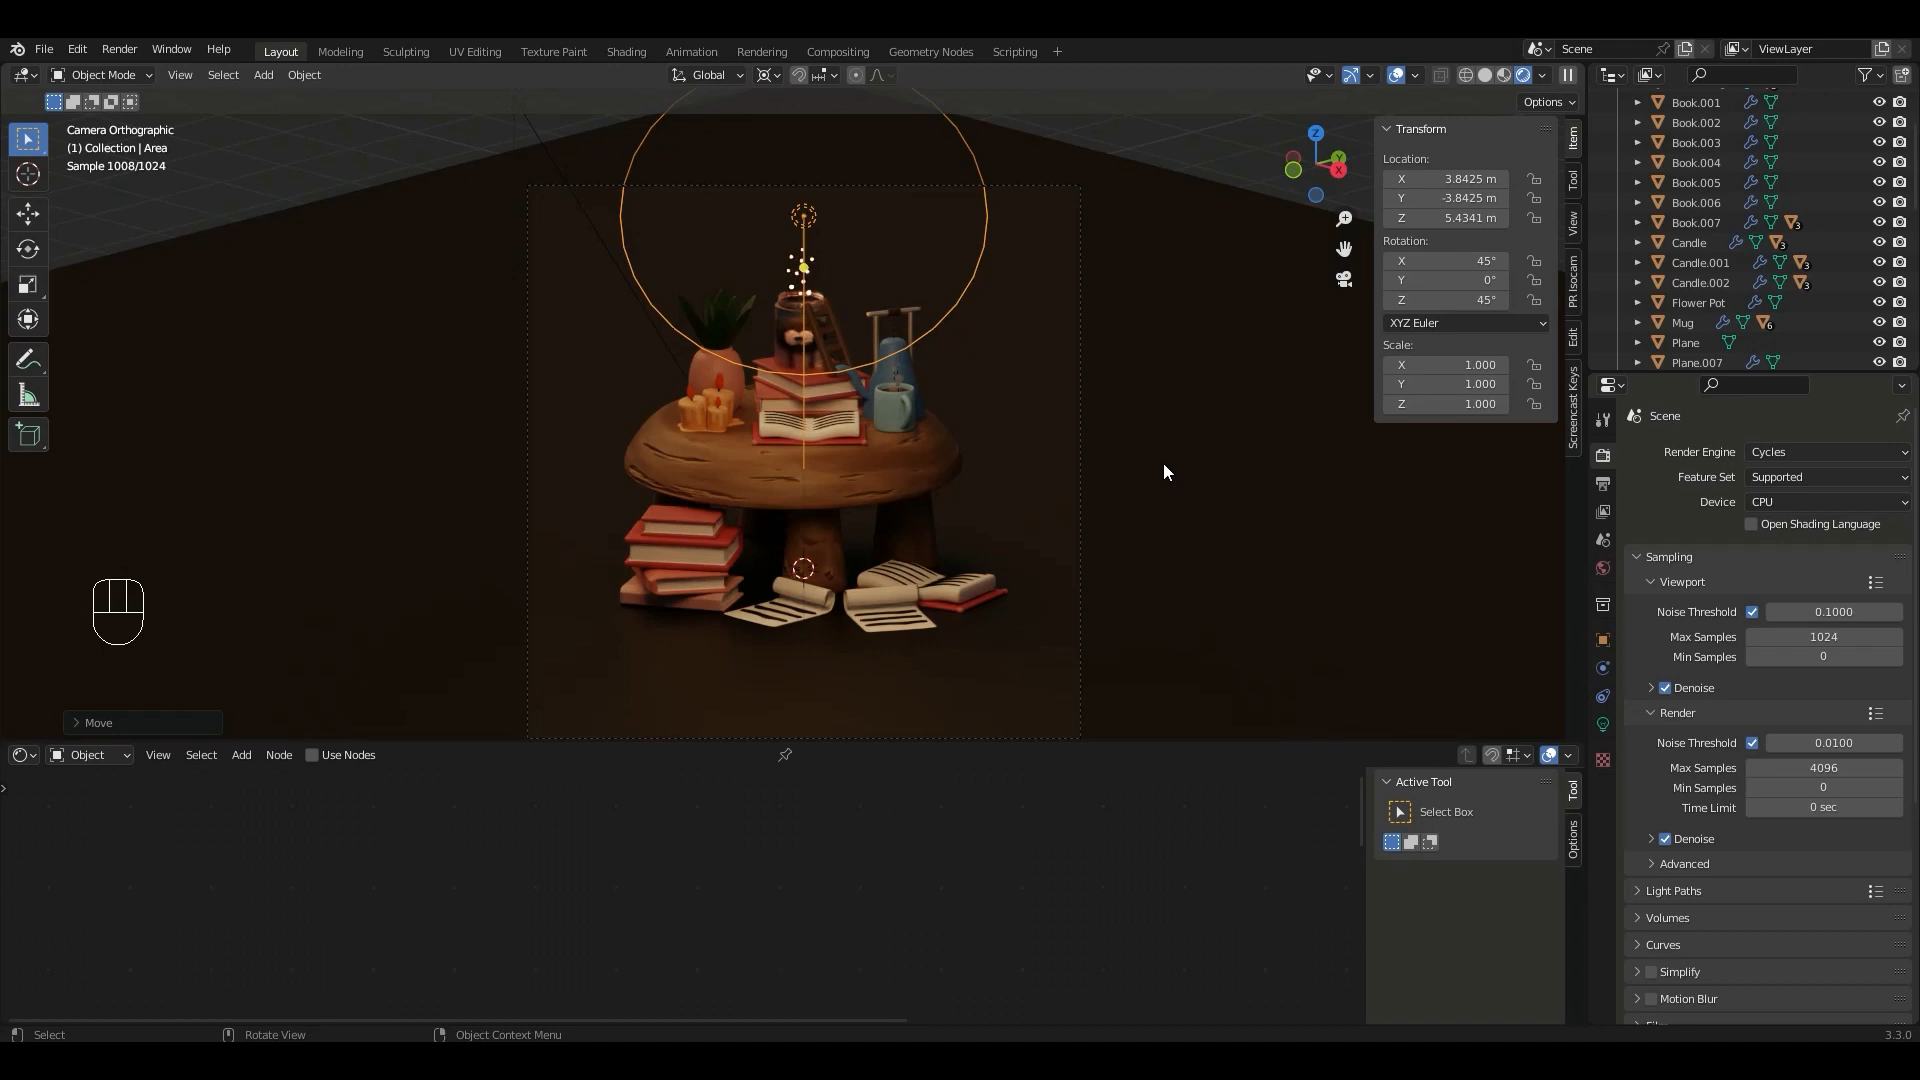 File Edit Render Window Help Layout Modeling Sculpting UV Editing Texture Paint Shading Animation Rendering Compositing Geometry Nodes Scripting + Scene ViewLayer
Object Mode View Select Add Object Global
Options
Camera Orthographic
(1) Collection | Area
Sample 1008/1024
Z
Y
X
Transform
Location:
X 3.8425 m
Y -3.8425 m
Z 5.4341 m
Rotation:
X 45°
Y 0°
Z 45°
XYZ Euler
Scale:
X 1.000
Y 1.000
Z 1.000
Item
Tool
View
PR Isocam
Edit
Screencast Keys
Book.001
Book.002
Book.003
Book.004
Book.005
Book.006
Book.007 3
Candle 3
Candle.001 3
Candle.002 3
Flower Pot
Mug 6
Plane
Plane.007
Scene
Render Engine Cycles
Feature Set Supported
Device CPU
Open Shading Language
Sampling
Viewport
Noise Threshold 0.1000
Max Samples 1024
Min Samples 0
Denoise
Render
Noise Threshold 0.0100
Max Samples 4096
Min Samples 0
Time Limit 0 sec
Denoise
Advanced
Light Paths
Volumes
Curves
Simplify
Motion Blur
Move
Object View Select Add Node Use Nodes
Active Tool
Select Box
Tool
Options
Select Rotate View Object Context Menu 3.3.0